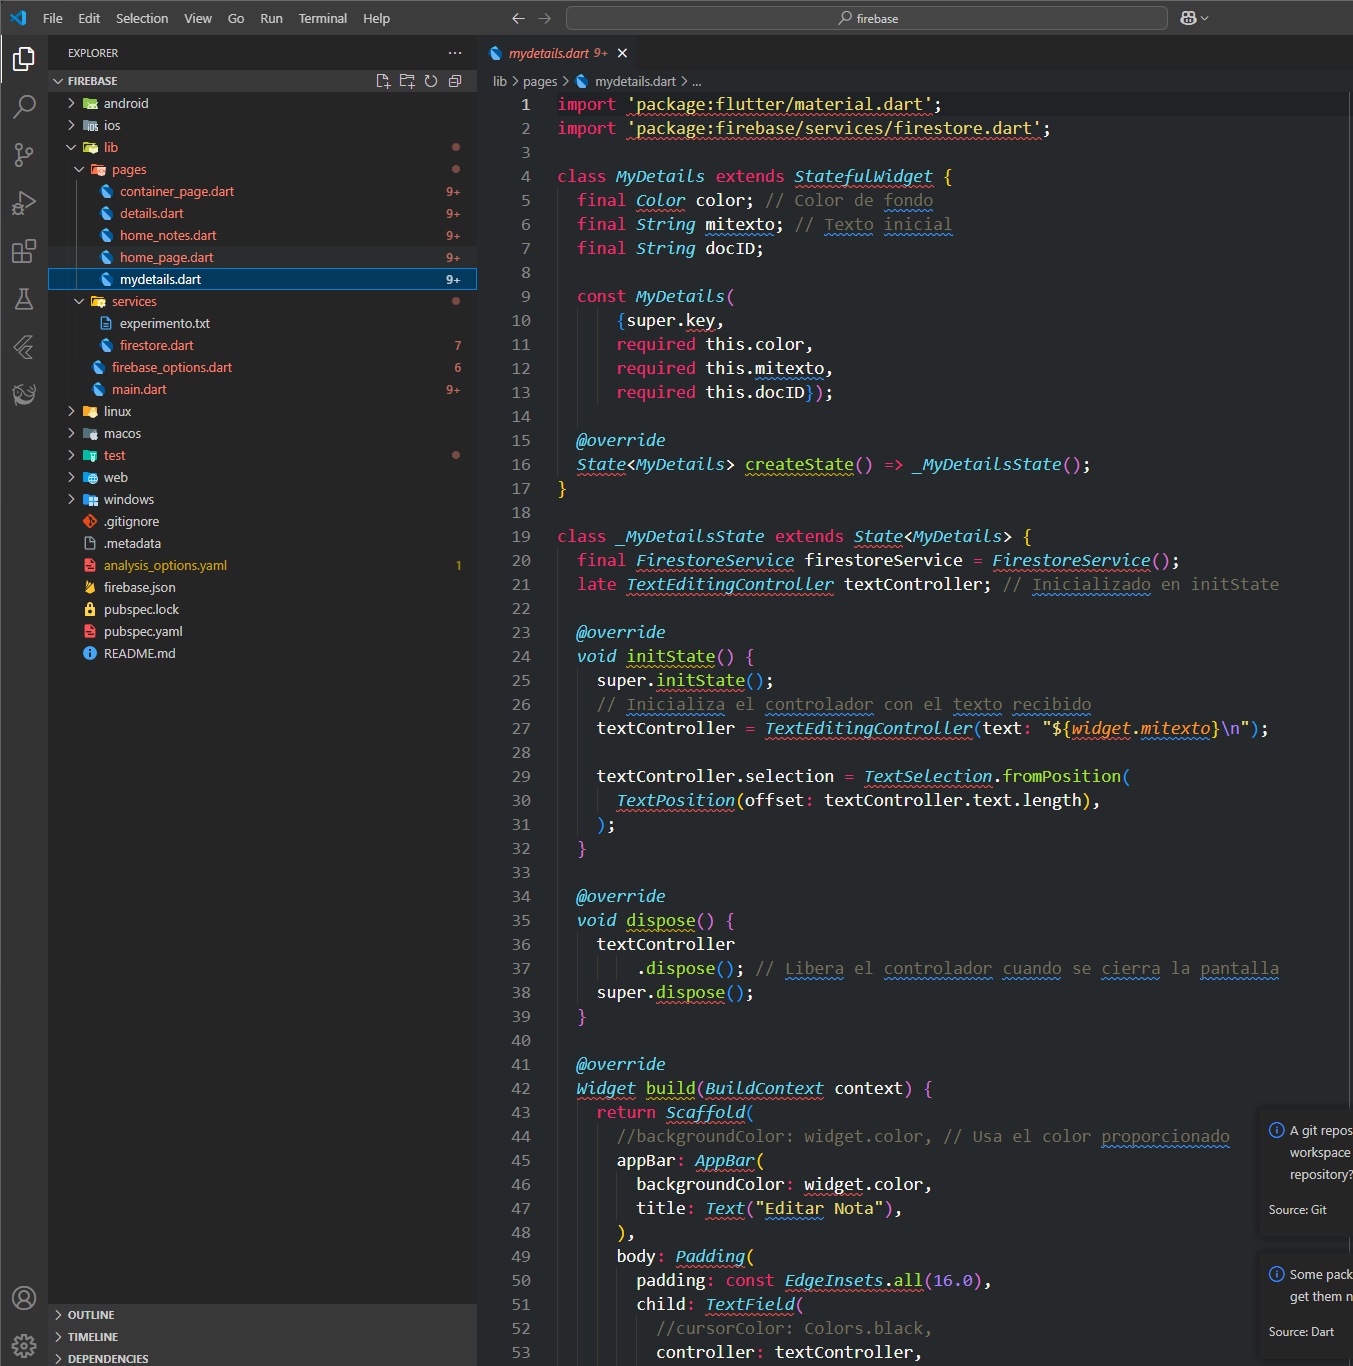 File Edit Selection View Go Run Terminal Help
firebase
EXPLORER
mydetails.dart 9+
FIREBASE
lib > pages > mydetails.dart > ...
android
ios
lib
pages
container_page.dart 9+
details.dart 9+
home_notes.dart 9+
home_page.dart 9+
mydetails.dart 9+
services
experimento.txt
firestore.dart 7
firebase_options.dart 6
main.dart 9+
linux
macos
test
web
windows
.gitignore
.metadata
analysis_options.yaml 1
firebase.json
pubspec.lock
pubspec.yaml
README.md
OUTLINE
TIMELINE
DEPENDENCIES
1 import 'package:flutter/material.dart';
2 import 'package:firebase/services/firestore.dart';
3
4 class MyDetails extends StatefulWidget {
5 final Color color; // Color de fondo
6 final String mitexto; // Texto inicial
7 final String docID;
8
9 const MyDetails(
10 {super.key,
11 required this.color,
12 required this.mitexto,
13 required this.docID});
14
15 @override
16 State<MyDetails> createState() => _MyDetailsState();
17 }
18
19 class _MyDetailsState extends State<MyDetails> {
20 final FirestoreService firestoreService = FirestoreService();
21 late TextEditingController textController; // Inicializado en initState
22
23 @override
24 void initState() {
25 super.initState();
26 // Inicializa el controlador con el texto recibido
27 textController = TextEditingController(text: "${widget.mitexto}\n");
28
29 textController.selection = TextSelection.fromPosition(
30 TextPosition(offset: textController.text.length),
31 );
32 }
33
34 @override
35 void dispose() {
36 textController
37 .dispose(); // Libera el controlador cuando se cierra la pantalla
38 super.dispose();
39 }
40
41 @override
42 Widget build(BuildContext context) {
43 return Scaffold(
44 //backgroundColor: widget.color, // Usa el color proporcionado
45 appBar: AppBar(
46 backgroundColor: widget.color,
47 title: Text("Editar Nota"),
48 ),
49 body: Padding(
50 padding: const EdgeInsets.all(16.0),
51 child: TextField(
52 //cursorColor: Colors.black,
53 controller: textController,
A git repos
workspace
repository?
Source: Git
Some pack
get them n
Source: Dart